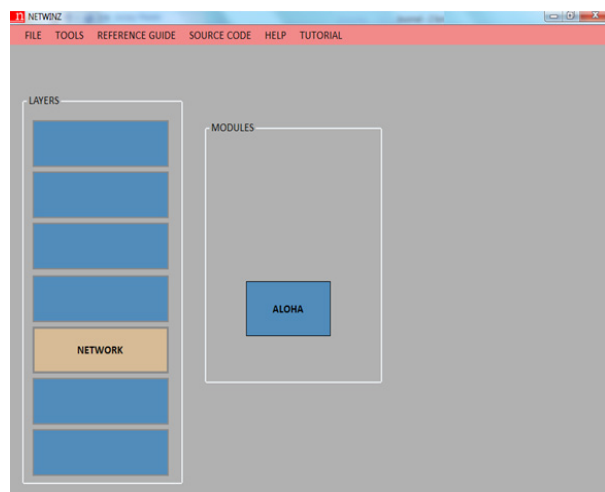 n NETWINZ
FILE TOOLS REFERENCE GUIDE SOURCE CODE HELP TUTORIAL
LAYERS
MODULES
ALOHA
NETWORK